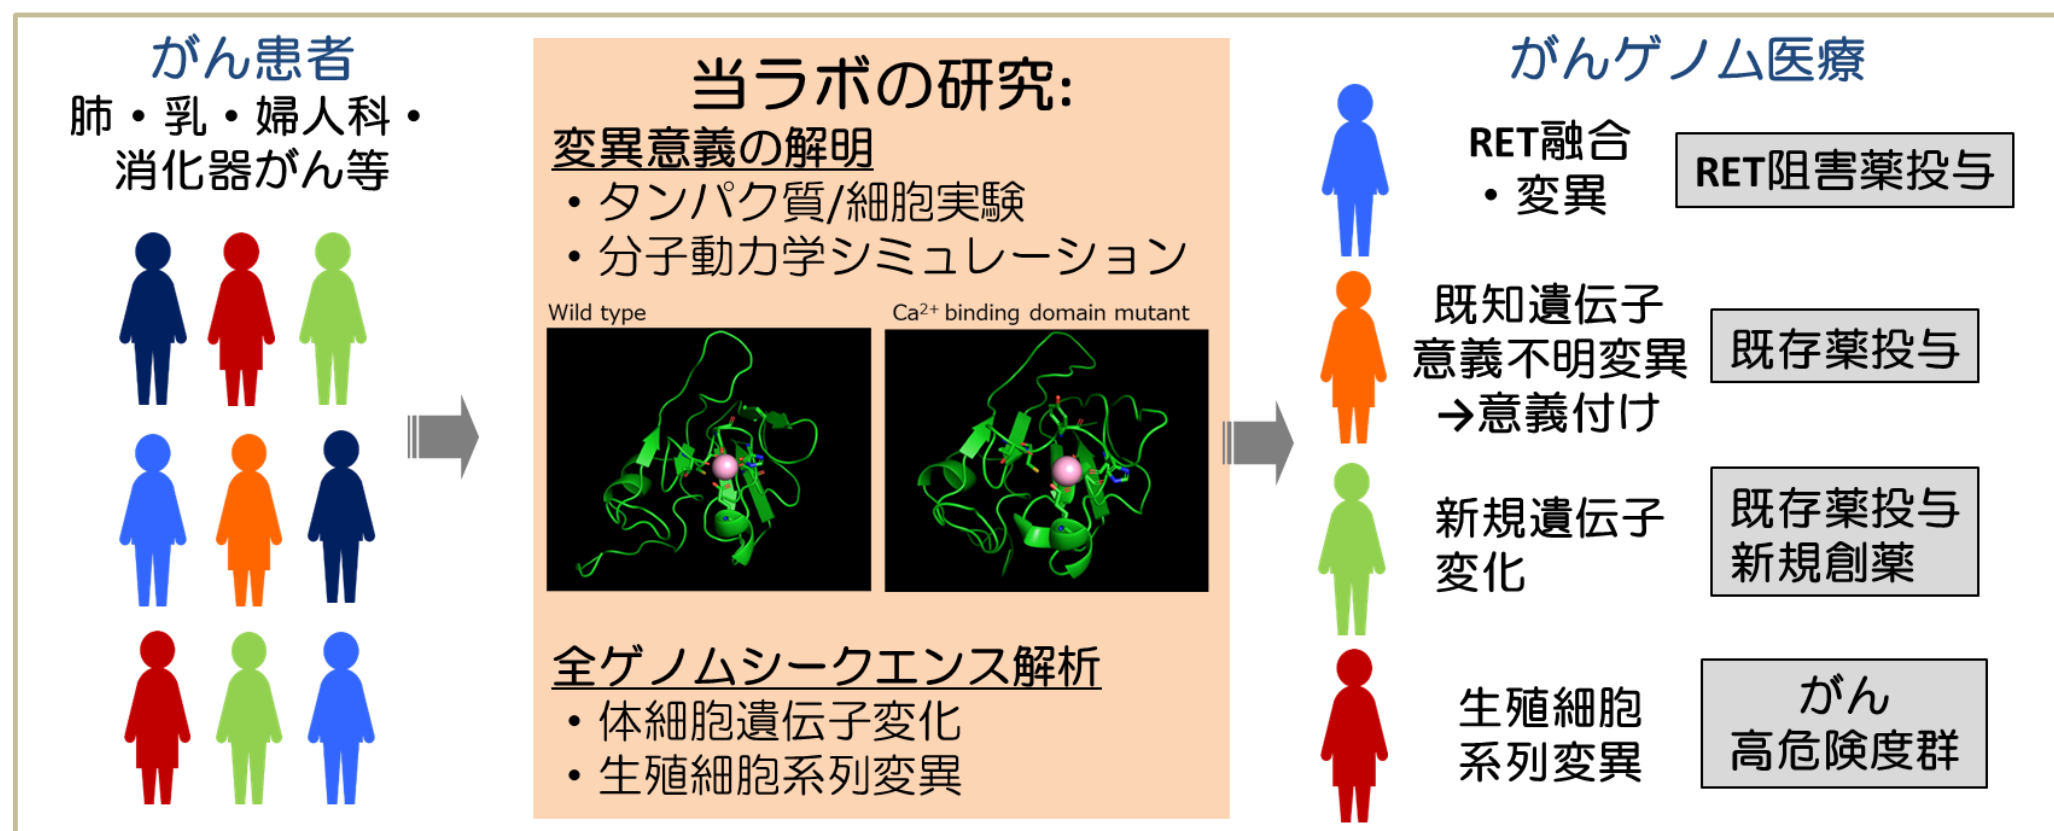 がん患者
肺・乳・婦人科・
消化器がん等
当ラボの研究:
変異意義の解明
・タンパク質/細胞実験
・分子動力学シミュレーション
Wild type
Ca²⁺ binding domain mutant
全ゲノムシークエンス解析
・体細胞遺伝子変化
・生殖細胞系列変異
がんゲノム医療
RET融合
・変異
RET阻害薬投与
既知遺伝子
意義不明変異
→意義付け
既存薬投与
新規遺伝子
変化
既存薬投与
新規創薬
生殖細胞
系列変異
がん
高危険度群